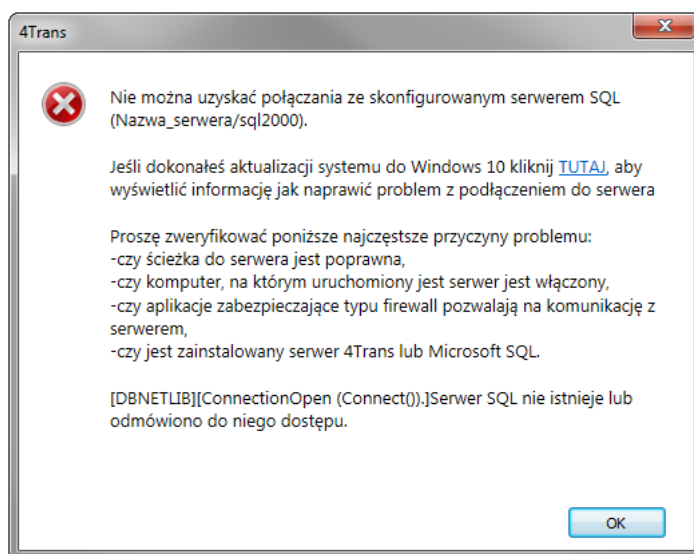 4Trans
Nie można uzyskać połączania ze skonfigurowanym serwerem SQL
(Nazwa_serwera/sql2000).
Jeśli dokonałeś aktualizacji systemu do Windows 10 kliknij TUTAJ, aby
wyświetlić informację jak naprawić problem z podłączeniem do serwera
Proszę zweryfikować poniższe najczęstsze przyczyny problemu:
-czy ścieżka do serwera jest poprawna,
-czy komputer, na którym uruchomiony jest serwer jest włączony,
-czy aplikacje zabezpieczające typu firewall pozwalają na komunikację z
serwerem,
-czy jest zainstalowany serwer 4Trans lub Microsoft SQL.
[DBNETLIB][ConnectionOpen (Connect()).]Serwer SQL nie istnieje lub
odmówiono do niego dostępu.
OK